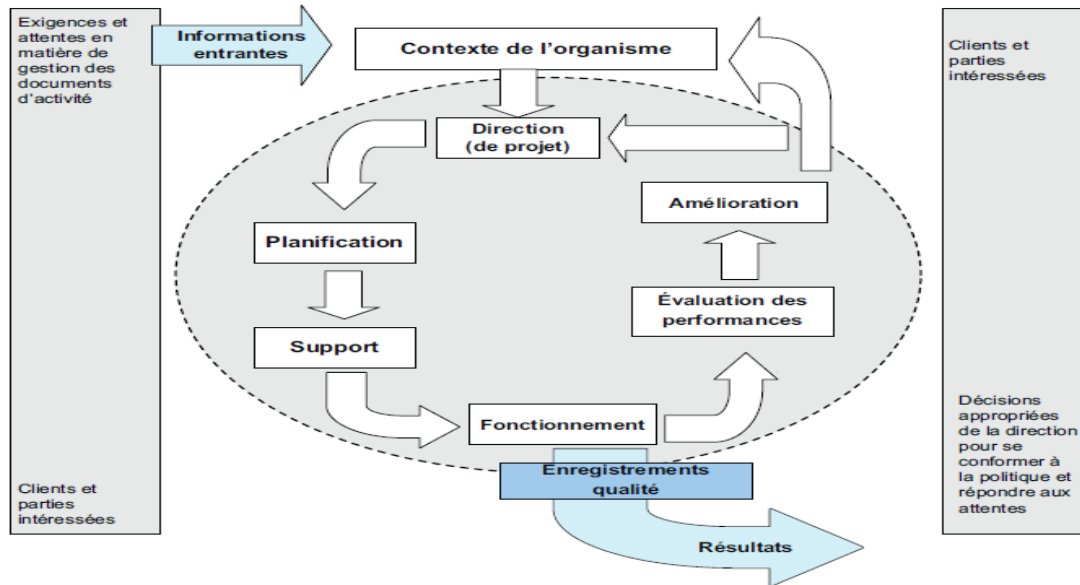 Exigences et
attentes en
matière de
gestion des
documents
d'activité
Clients et
parties
intéressées
Informations
entrantes
Contexte de l'organisme
Direction
(de projet)
Planification
Support
Fonctionnement
Enregistrements
qualité
Résultats
Évaluation des
performances
Amélioration
Clients et
parties
intéressées
Décisions
appropriées
de la direction
pour se
conformer à
la politique et
répondre aux
attentes